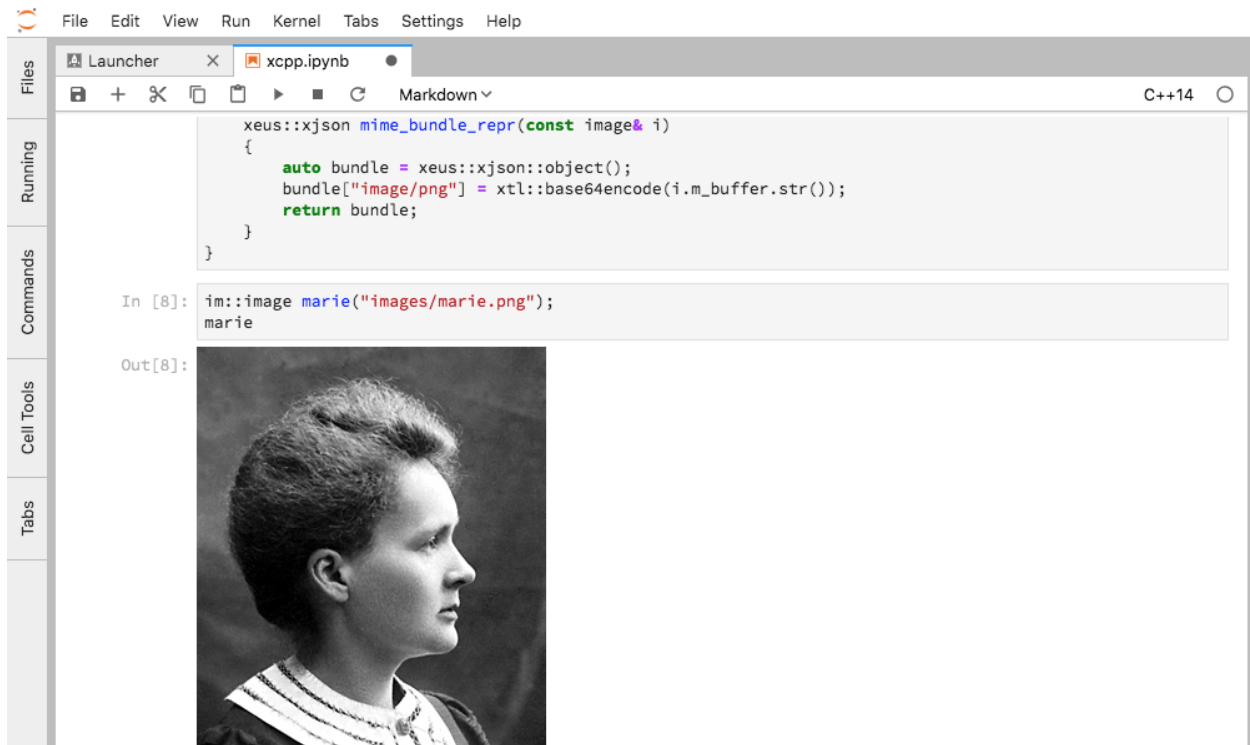 File Edit View Run Kernel Tabs Settings Help
Launcher × xcpp.ipynb ●
Markdown C++14
Files
Running
Commands
Cell Tools
Tabs
xeus::xjson mime_bundle_repr(const image& i)
{
auto bundle = xeus::xjson::object();
bundle["image/png"] = xtl::base64encode(i.m_buffer.str());
return bundle;
}
}
In [8]: im::image marie("images/marie.png");
marie
Out[8]: